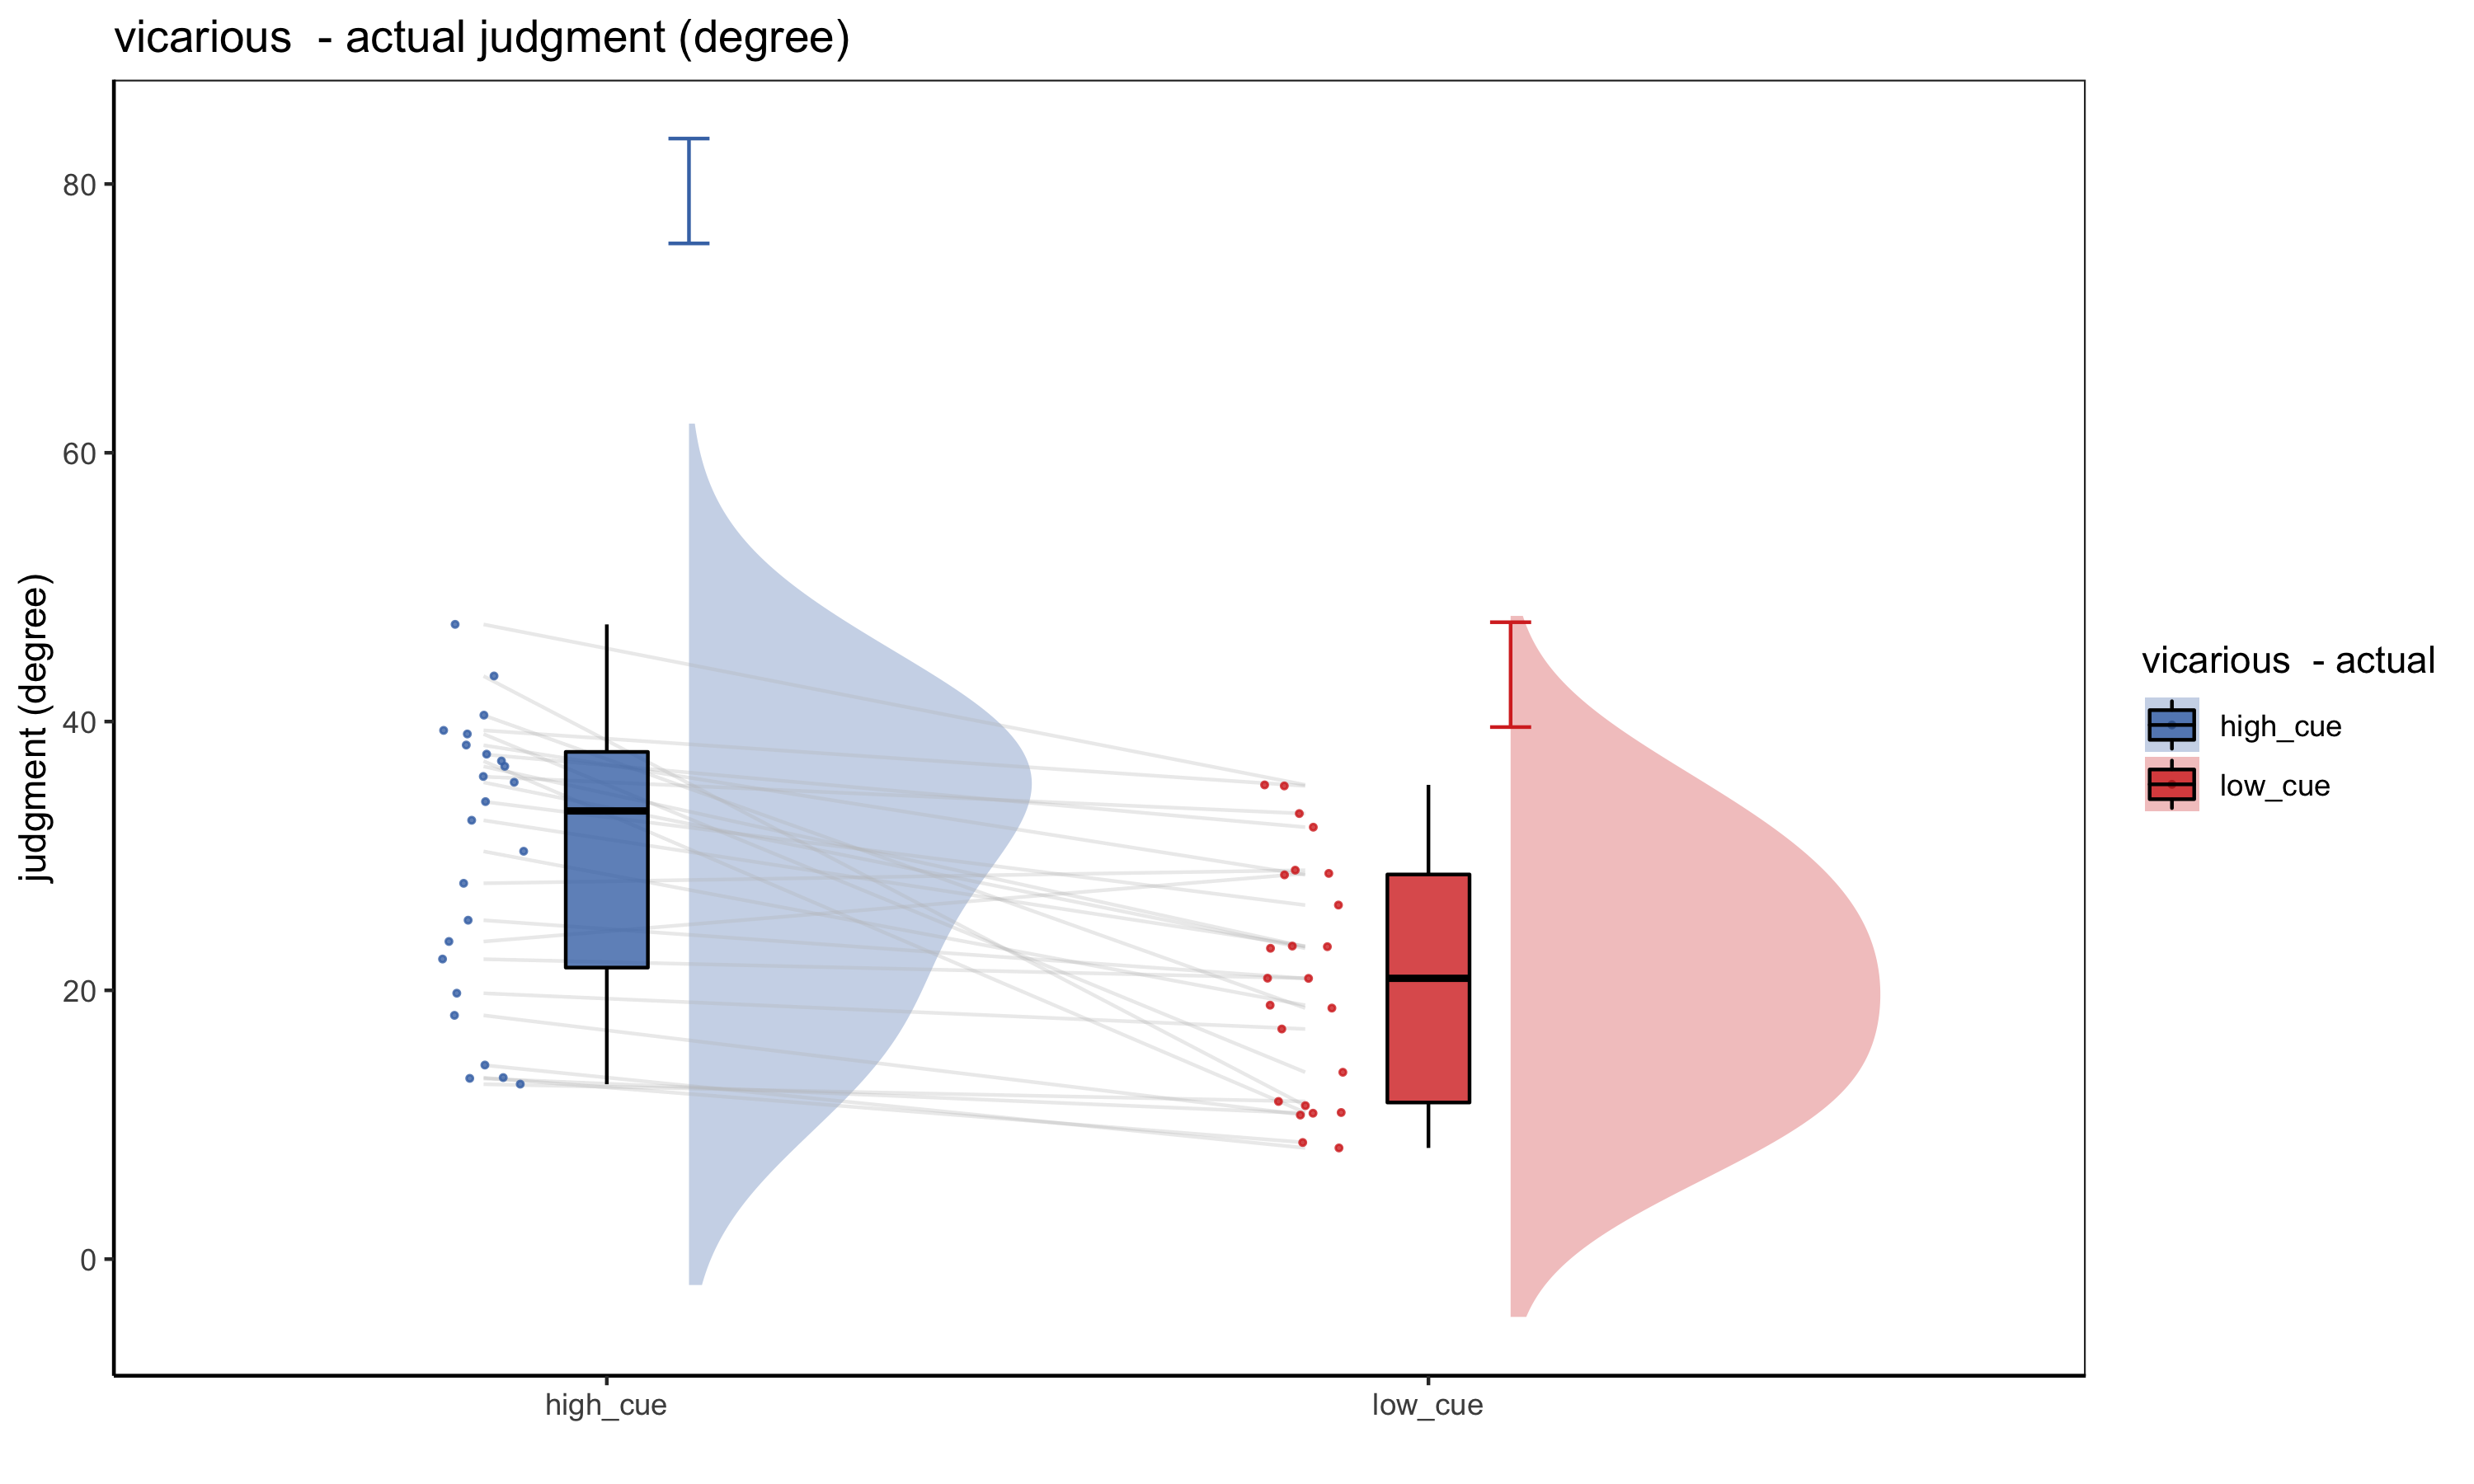 vicarious  - actual judgment (degree)
judgment (degree)
80
60
40
20
0
high_cue
low_cue
vicarious  - actual
high_cue
low_cue